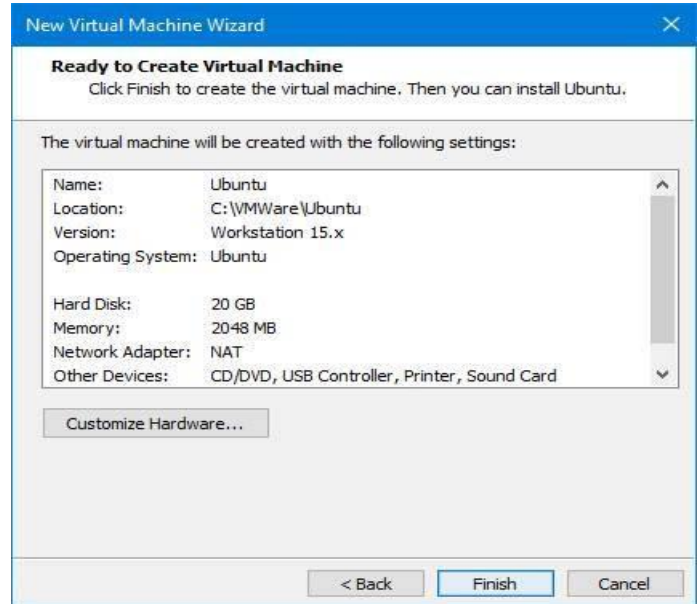 New Virtual Machine Wizard
Ready to Create Virtual Machine
Click Finish to create the virtual machine. Then you can install Ubuntu.
The virtual machine will be created with the following settings:
Name: Ubuntu
Location: C:\VMWare\Ubuntu
Version: Workstation 15.x
Operating System: Ubuntu
Hard Disk: 20 GB
Memory: 2048 MB
Network Adapter: NAT
Other Devices: CD/DVD, USB Controller, Printer, Sound Card
Customize Hardware...
< Back Finish Cancel